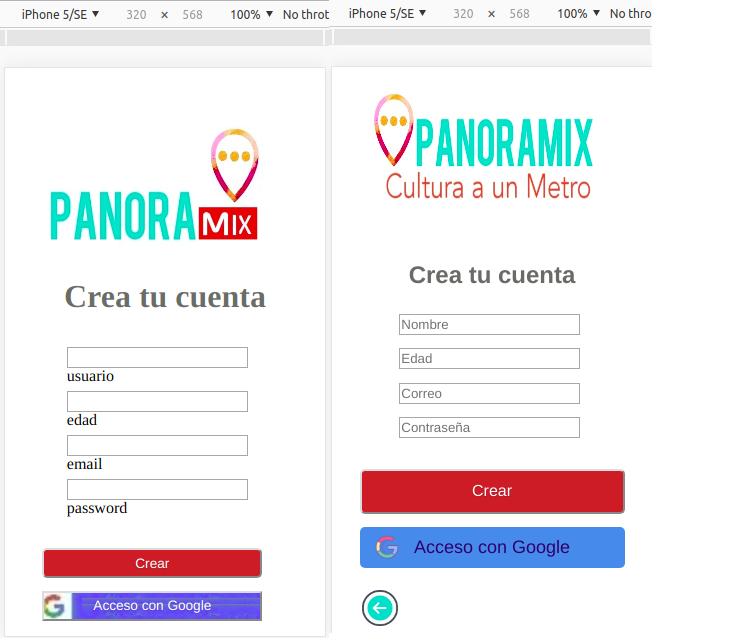 iPhone 5/SE ▼ 320 × 568 100% ▼ No throt
PANORA
MIX
Crea tu cuenta
usuario
edad
email
password
Crear
Acceso con Google
iPhone 5/SE ▼ 320 × 568 100% ▼ No thro
PANORAMIX
Cultura a un Metro
Crea tu cuenta
Nombre
Edad
Correo
Contraseña
Crear
Acceso con Google